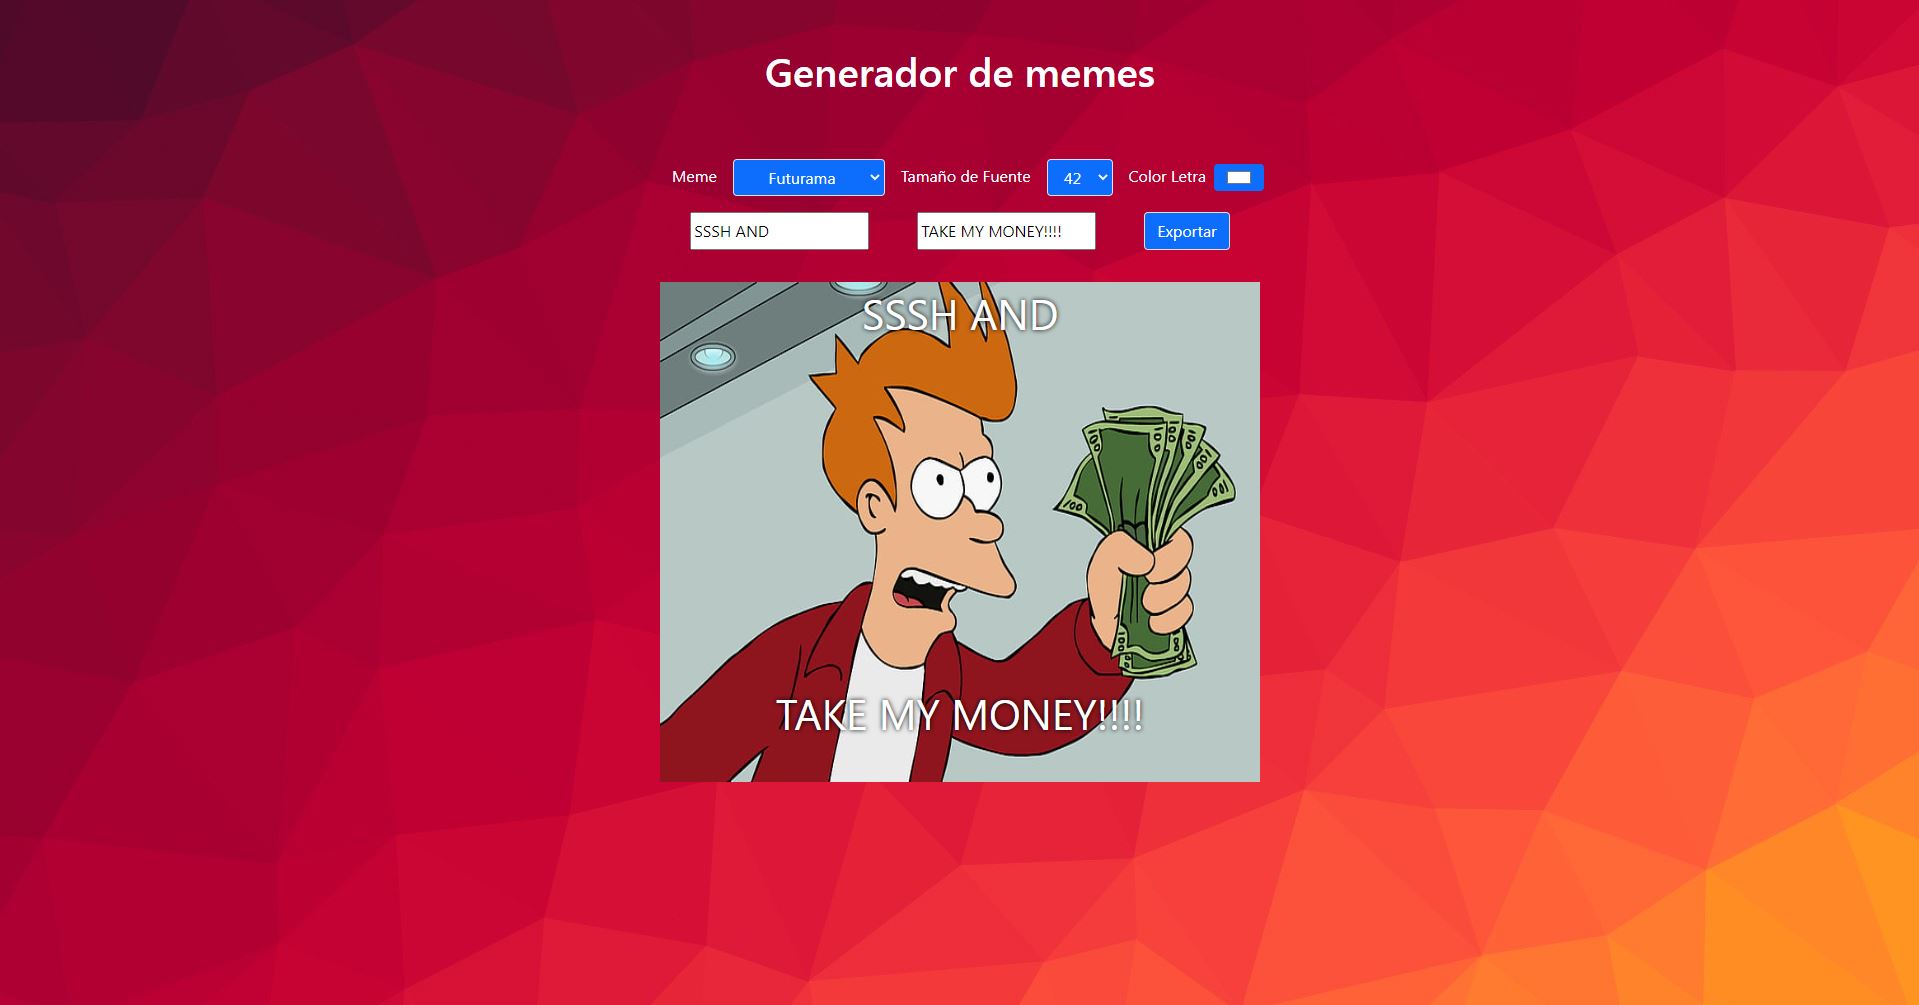 Generador de memes
Meme Futurama Tamaño de Fuente 42 Color Letra
SSSH AND TAKE MY MONEY!!!! Exportar
SSSH AND
TAKE MY MONEY!!!!